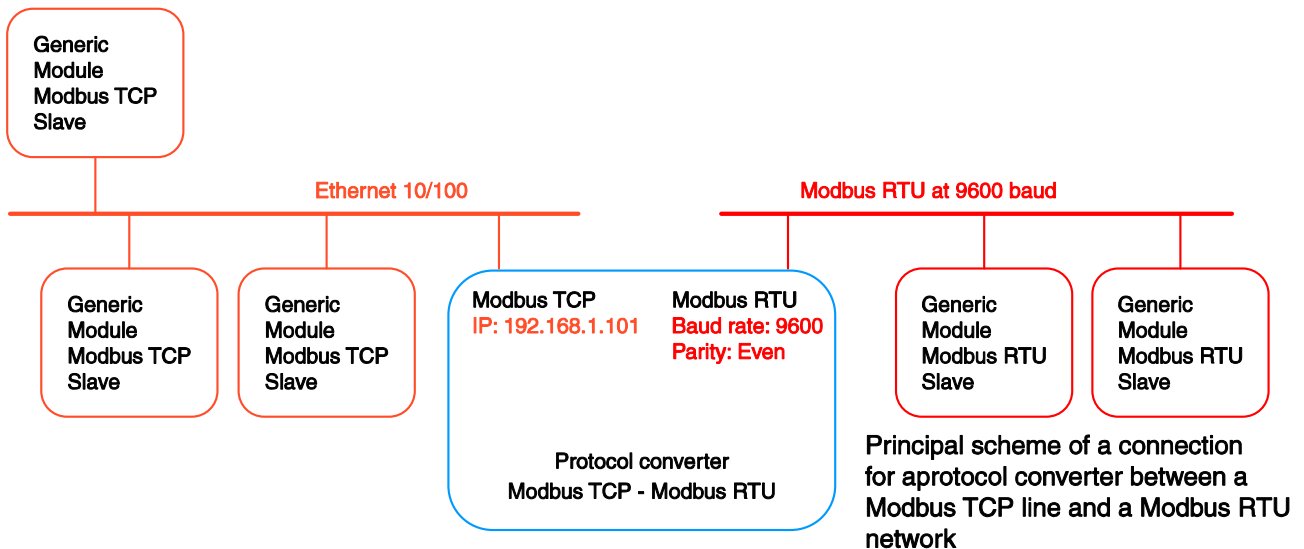 Generic
Module
Modbus TCP
Slave
Ethernet 10/100
Modbus RTU at 9600 baud
Generic
Module
Modbus TCP
Slave
Generic
Module
Modbus TCP
Slave
Modbus TCP
IP: 192.168.1.101
Modbus RTU
Baud rate: 9600
Parity: Even
Protocol converter
Modbus TCP - Modbus RTU
Generic
Module
Modbus RTU
Slave
Generic
Module
Modbus RTU
Slave
Principal scheme of a connection
for aprotocol converter between a
Modbus TCP line and a Modbus RTU
network